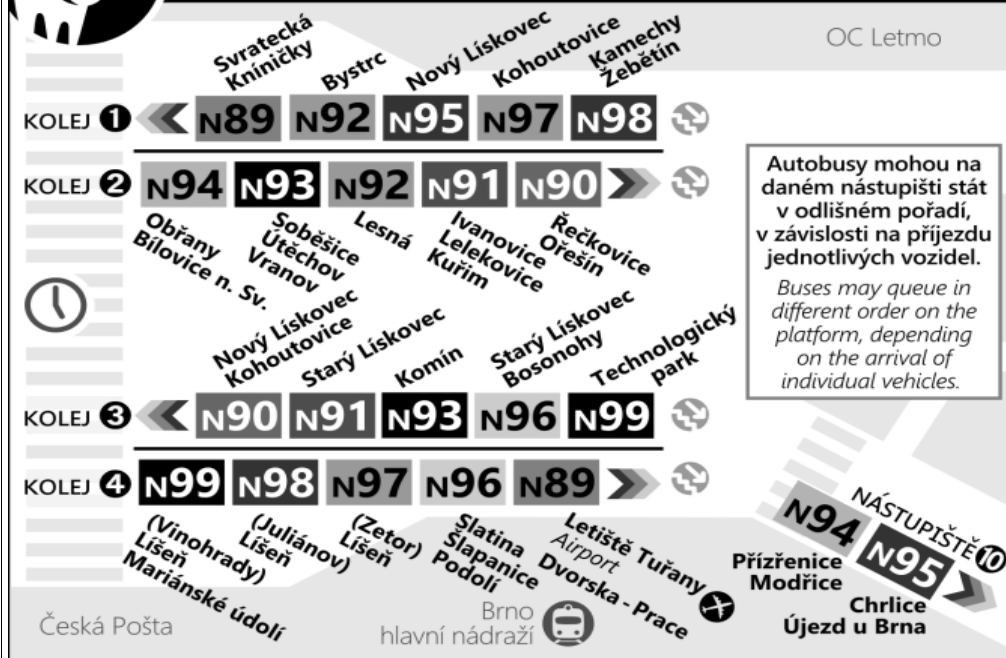 OC Letmo
Svratecká
Kníničky
Bystrc
Nový Lískovec
Kohoutovice
Kamechy
Žebětín
KOLEJ 1 N89 N92 N95 N97 N98
KOLEJ 2 N94 N93 N92 N91 N90
Obřany
Bílovice n. Sv.
Soběšice
Útěchov
Vranov
Lesná
Ivanovice
Lelekovice
Kuřim
Řečkovice
Ořešín
Autobusy mohou na
daném nástupišti stát
v odlišném pořadí,
v závislosti na příjezdu
jednotlivých vozidel.
Buses may queue in
different order on the
platform, depending
on the arrival of
individual vehicles.
Nový Lískovec
Kohoutovice
Starý Lískovec
Komín
Starý Lískovec
Bosonohy
Technologický
park
KOLEJ 3 N90 N91 N93 N96 N99
KOLEJ 4 N99 N98 N97 N96 N89
(Vinohrady)
Líšeň
Mariánské údolí
(Juliánov)
Líšeň
(Zetor)
Líšeň
Slatina
Šlapanice
Podolí
Letiště Tuřany
Airport
Dvorska - Prace
NÁSTUPIŠTĚ 10
N94 N95
Přízřenice
Modřice
Chrlice
Újezd u Brna
Česká Pošta
Brno
hlavní nádraží